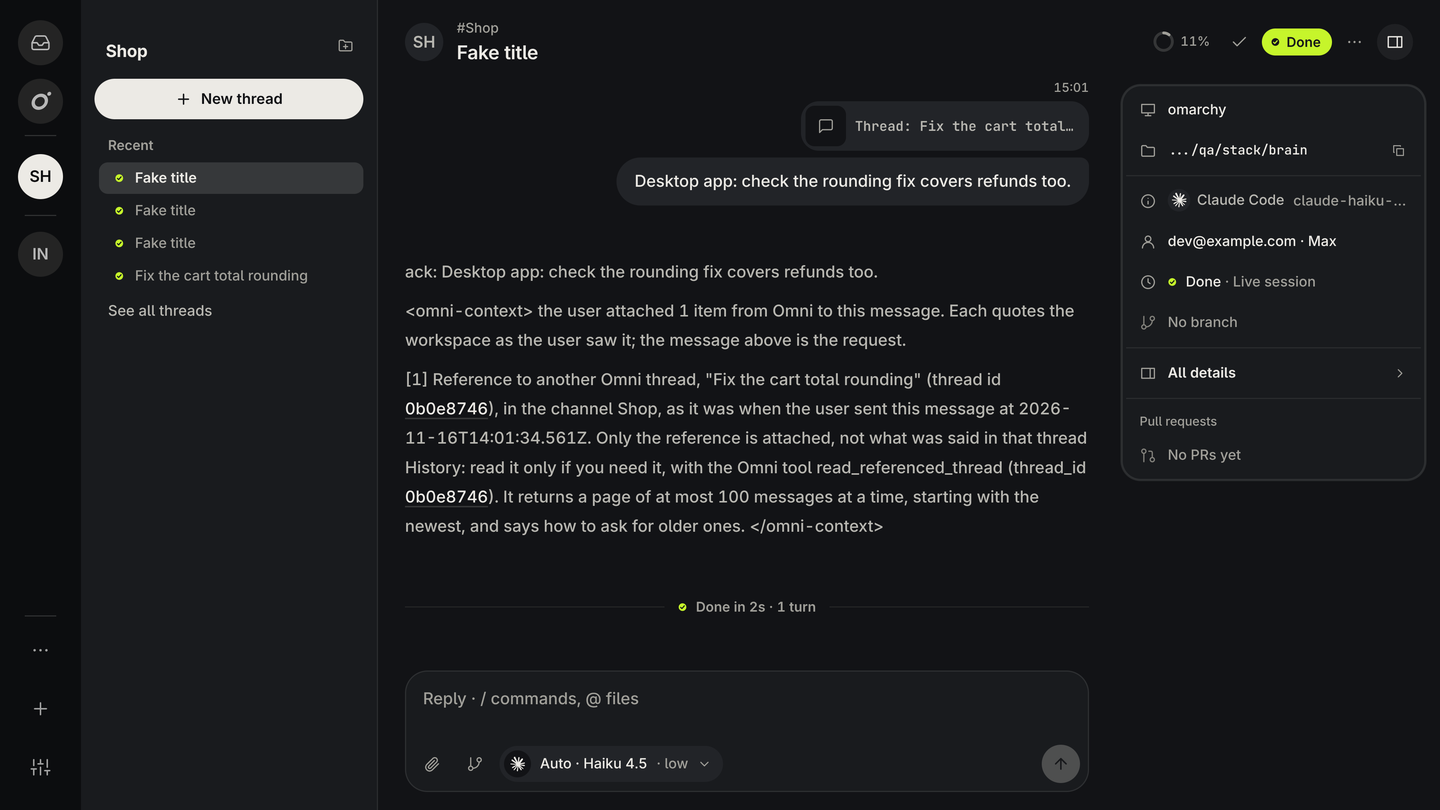 SH
IN
Shop
New thread
Recent
Fake title
Fake title
Fake title
Fix the cart total rounding
See all threads
SH
#Shop
Fake title
11%
Done
15:01
Thread: Fix the cart total…
Desktop app: check the rounding fix covers refunds too.
ack: Desktop app: check the rounding fix covers refunds too.
<omni-context> the user attached 1 item from Omni to this message. Each quotes the
workspace as the user saw it; the message above is the request.
[1] Reference to another Omni thread, "Fix the cart total rounding" (thread id
0b0e8746), in the channel Shop, as it was when the user sent this message at 2026-
11-16T14:01:34.561Z. Only the reference is attached, not what was said in that thread
History: read it only if you need it, with the Omni tool read_referenced_thread (thread_id
0b0e8746). It returns a page of at most 100 messages at a time, starting with the
newest, and says how to ask for older ones. </omni-context>
Done in 2s · 1 turn
Reply · / commands, @ files
Auto · Haiku 4.5 · low
omarchy
.../qa/stack/brain
Claude Code claude-haiku-...
dev@example.com · Max
Done · Live session
No branch
All details
Pull requests
No PRs yet